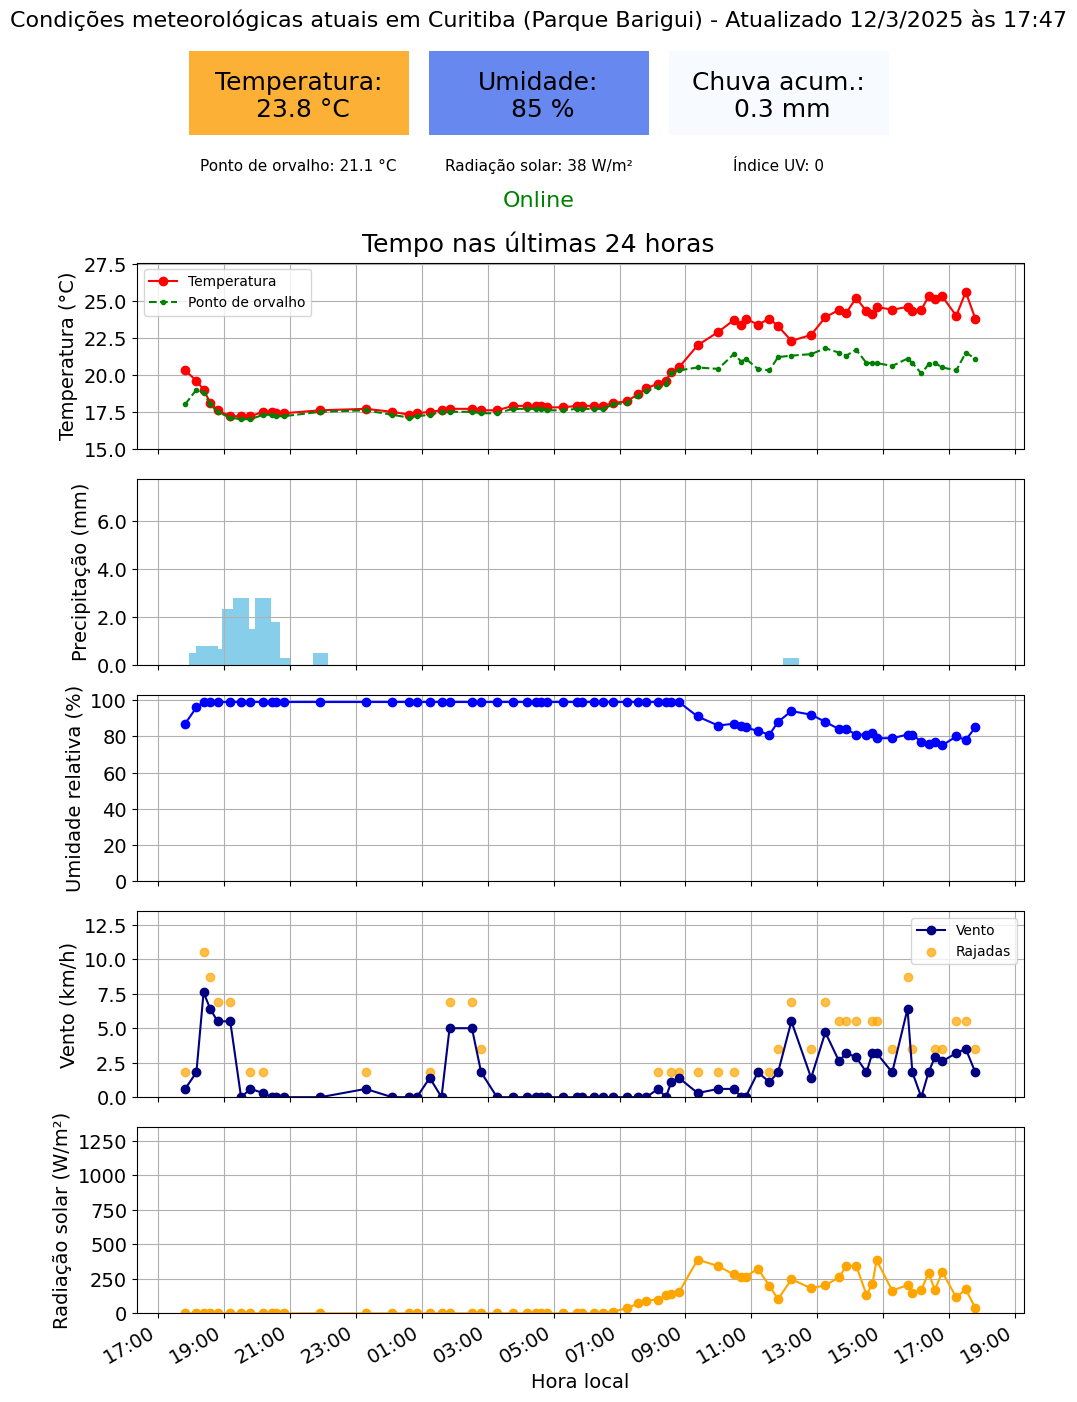 Condições meteorológicas atuais em Curitiba (Parque Barigui) - Atualizado 12/3/2025 às 17:47
Temperatura:
23.8 °C
Umidade:
85 %
Chuva acum.:
0.3 mm
Ponto de orvalho: 21.1 °C
Radiação solar: 38 W/m²
Índice UV: 0
Online
Tempo nas últimas 24 horas
Temperatura (°C)
27.5
25.0
22.5
20.0
17.5
15.0
Temperatura
Ponto de orvalho
Precipitação (mm)
6.0
4.0
2.0
0.0
Umidade relativa (%)
100
80
60
40
20
0
Vento (km/h)
12.5
10.0
7.5
5.0
2.5
0.0
Vento
Rajadas
Radiação solar (W/m²)
1250
1000
750
500
250
0
17:00
19:00
21:00
23:00
01:00
03:00
05:00
07:00
09:00
11:00
13:00
15:00
17:00
19:00
Hora local